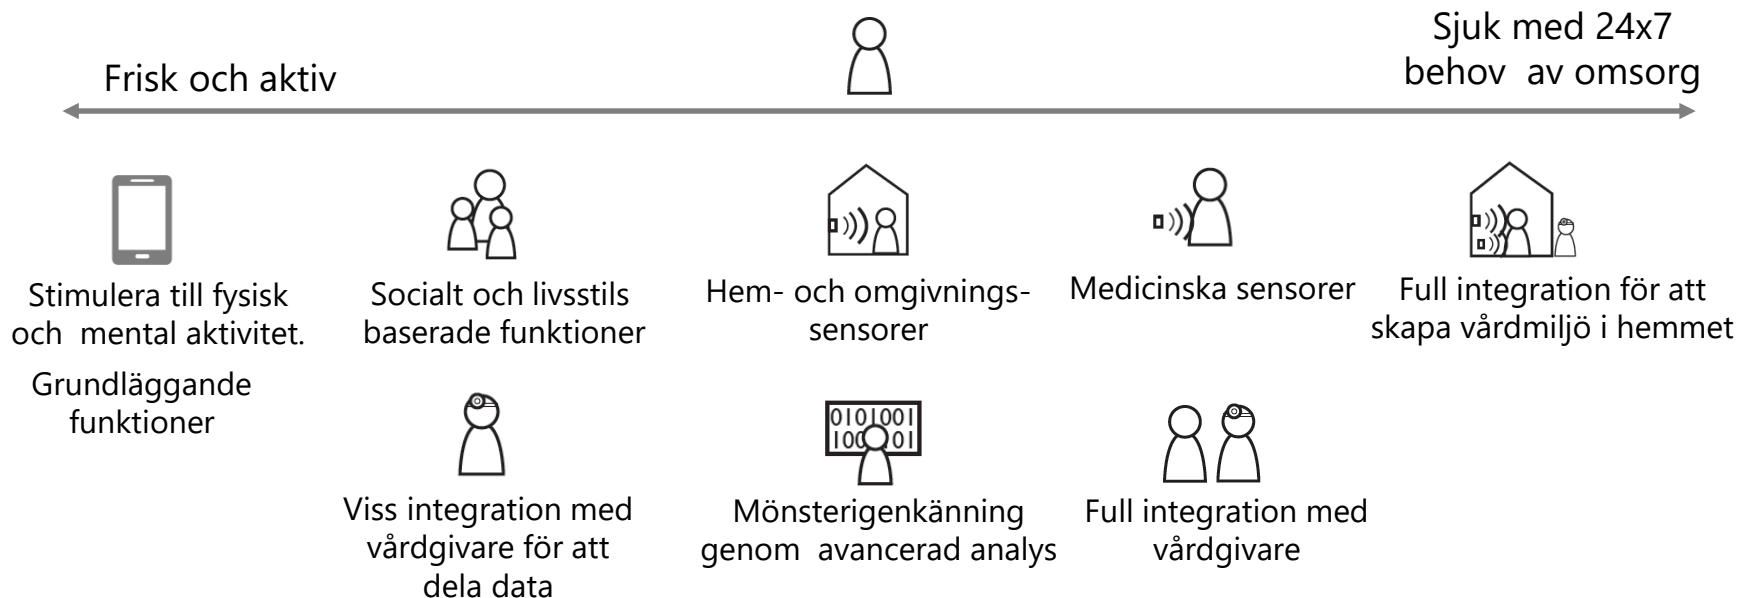 Frisk och aktiv
Sjuk med 24x7
behov av omsorg
Stimulera till fysisk
och mental aktivitet.
Grundläggande
funktioner
Socialt och livsstils
baserade funktioner
Viss integration med
vårdgivare för att
dela data
Hem- och omgivnings-
sensorer
0101001
100 101
Mönsterigenkänning
genom avancerad analys
Medicinska sensorer
Full integration med
vårdgivare
Full integration för att
skapa vårdmiljö i hemmet